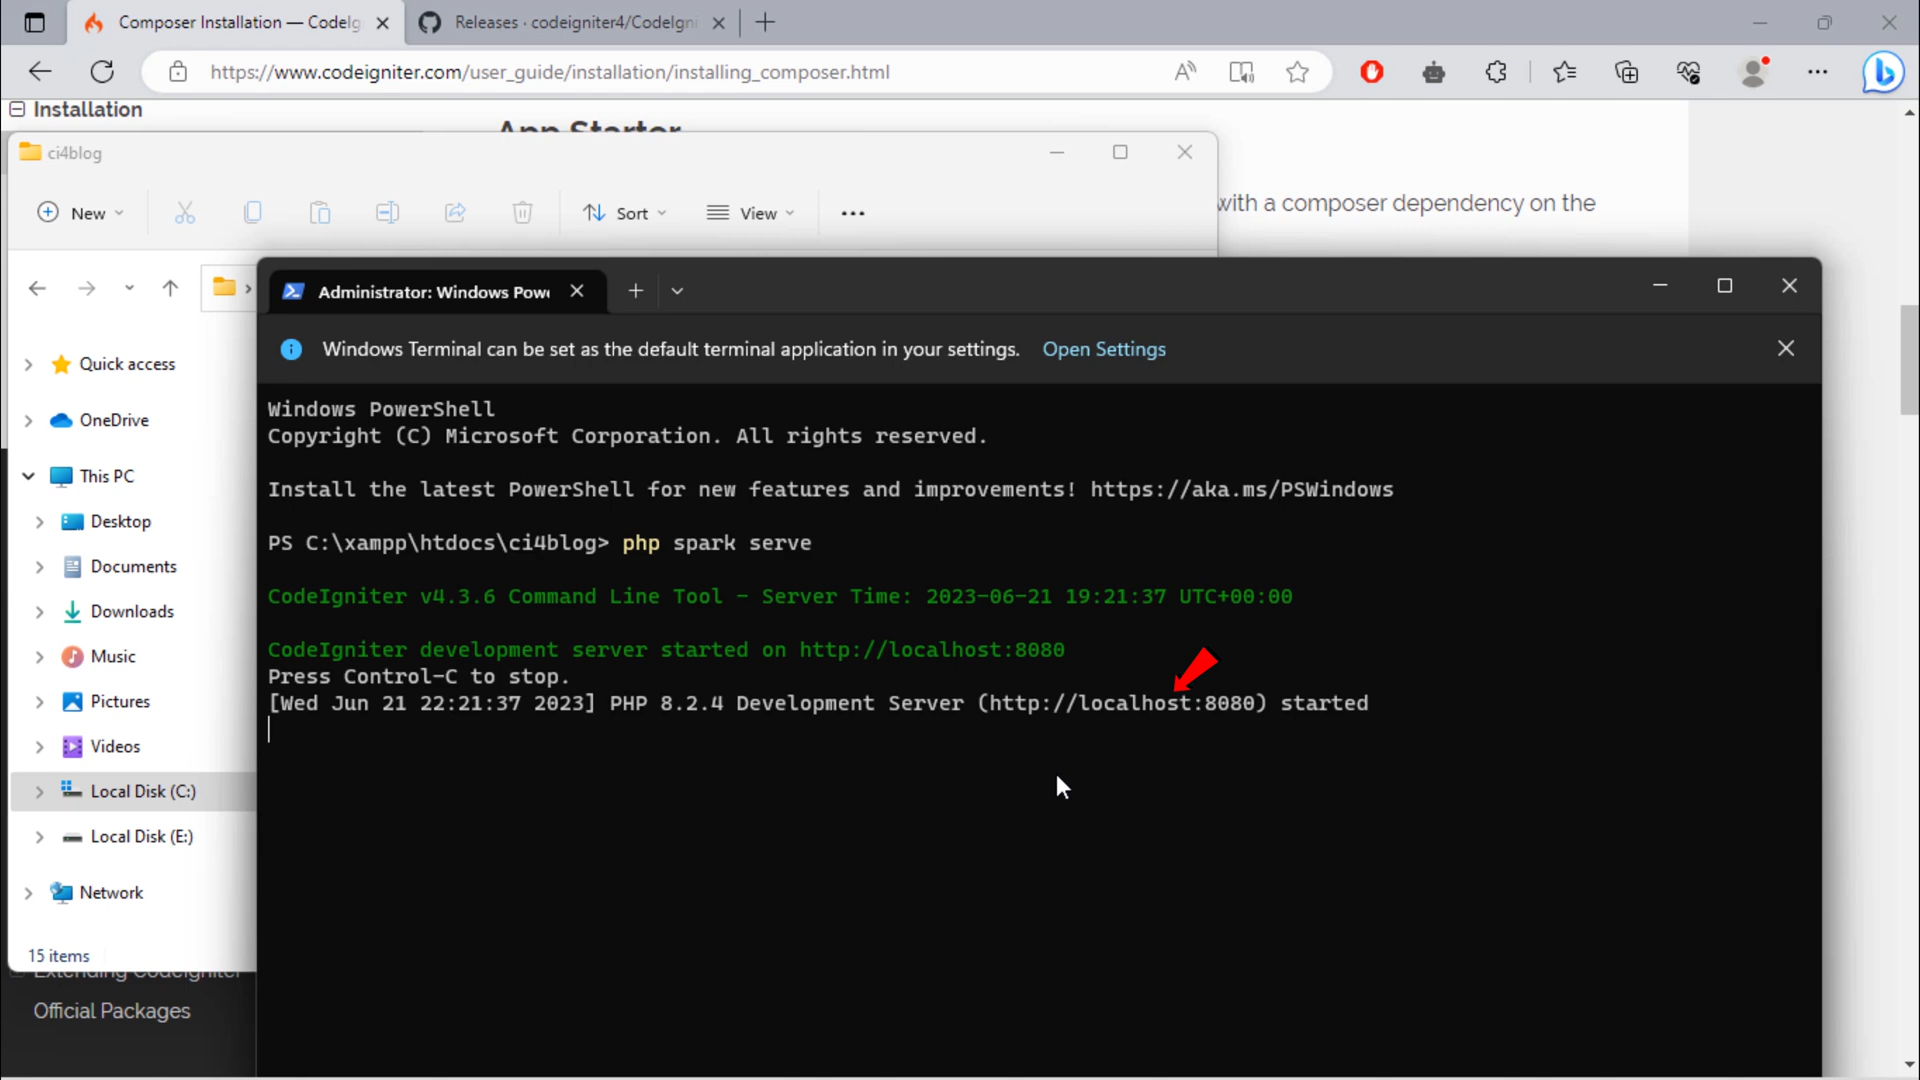 Composer Installation — CodeIg
Releases · codeigniter4/CodeIgni
https://www.codeigniter.com/user_guide/installation/installing_composer.html
Installation
App Starter
ci4blog
New
Sort
View
with a composer dependency on the
Administrator: Windows Powe
Windows Terminal can be set as the default terminal application in your settings. Open Settings
Quick access
OneDrive
This PC
Desktop
Documents
Downloads
Music
Pictures
Videos
Local Disk (C:)
Local Disk (E:)
Network
15 items
Extending CodeIgniter
Official Packages
Windows PowerShell
Copyright (C) Microsoft Corporation. All rights reserved.
Install the latest PowerShell for new features and improvements! https://aka.ms/PSWindows
PS C:\xampp\htdocs\ci4blog> php spark serve
CodeIgniter v4.3.6 Command Line Tool - Server Time: 2023-06-21 19:21:37 UTC+00:00
CodeIgniter development server started on http://localhost:8080
Press Control-C to stop.
[Wed Jun 21 22:21:37 2023] PHP 8.2.4 Development Server (http://localhost:8080) started